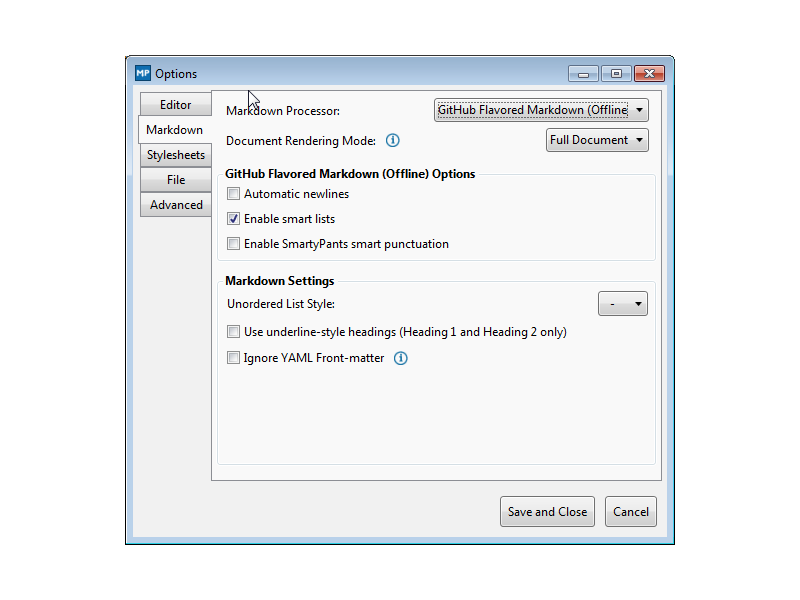 MP Options
Editor
Markdown
Stylesheets
File
Advanced
Markdown Processor: GitHub Flavored Markdown (Offline
Document Rendering Mode: Full Document
GitHub Flavored Markdown (Offline) Options
Automatic newlines
Enable smart lists
Enable SmartyPants smart punctuation
Markdown Settings
Unordered List Style: -
Use underline-style headings (Heading 1 and Heading 2 only)
Ignore YAML Front-matter
Save and Close Cancel